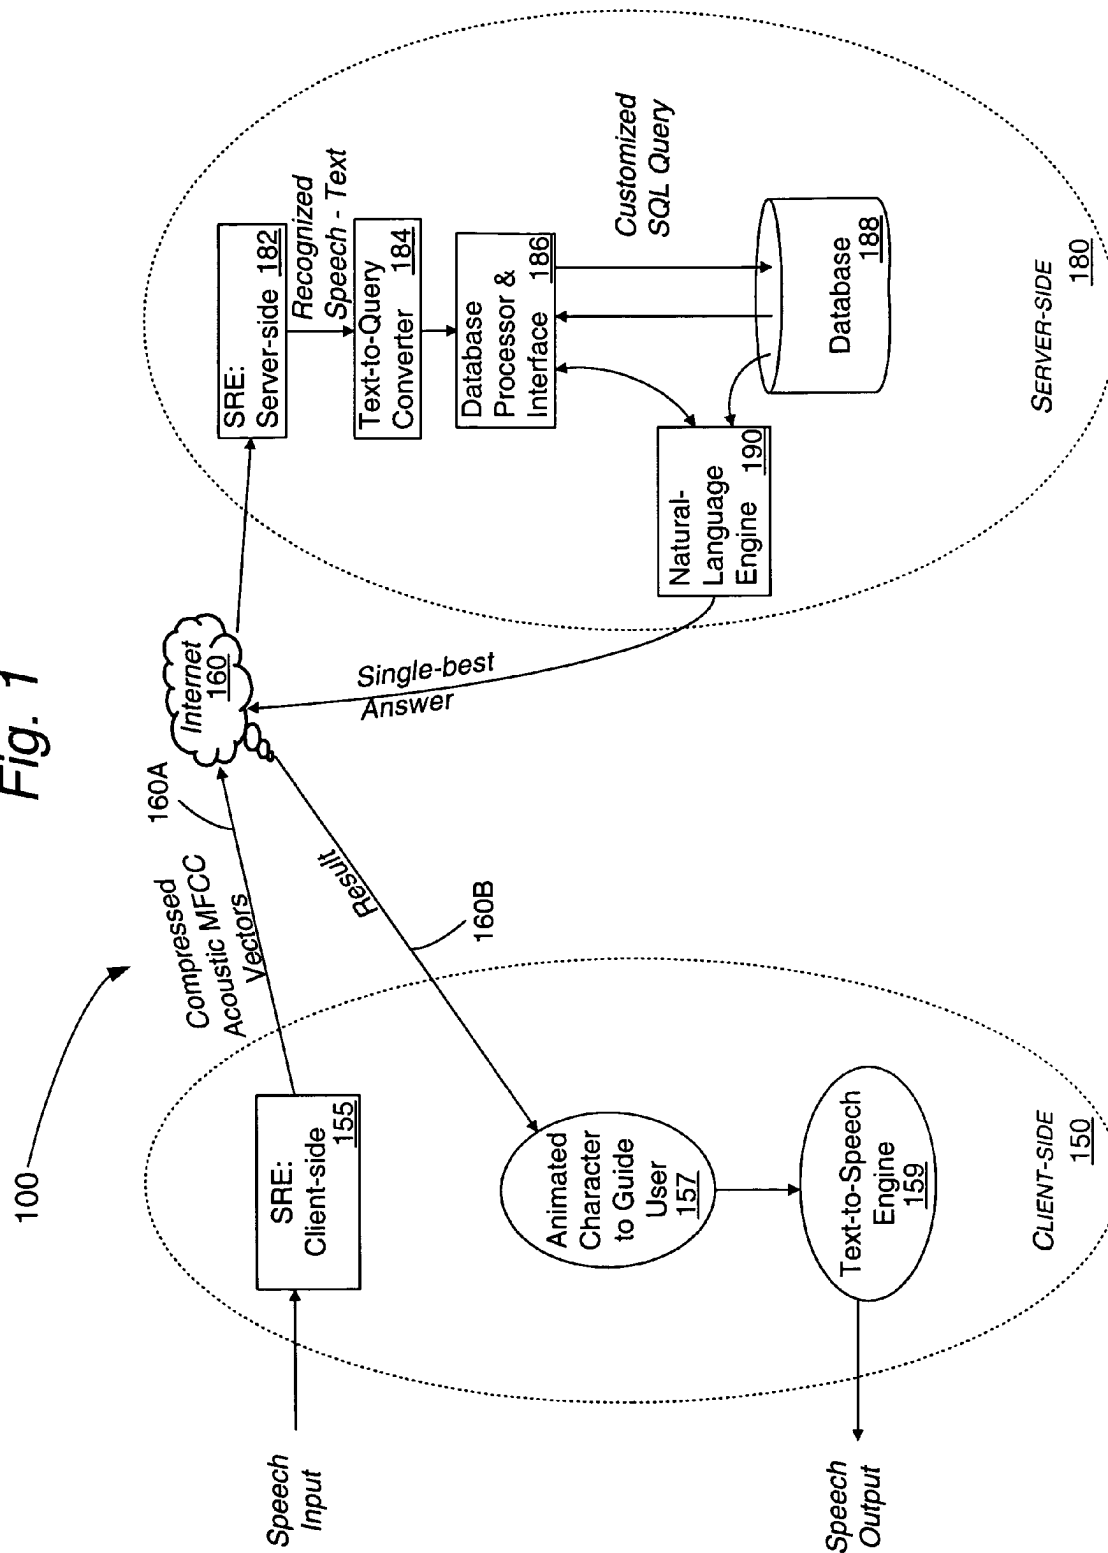 Fig. 1
100
Speech
Input
SRE:
Client-side
155
Compressed
Acoustic MFCC
Vectors
160A
Internet
160
SRE:
Server-side 182
Recognized
Speech - Text
Text-to-Query
Converter 184
Database
Processor &
Interface 186
Customized
SQL Query
Database
188
Natural-
Language
Engine 190
Single-best
Answer
Result
160B
Animated
Character
to Guide
User
157
Text-to-Speech
Engine
159
Speech
Output
CLIENT-SIDE
150
SERVER-SIDE
180